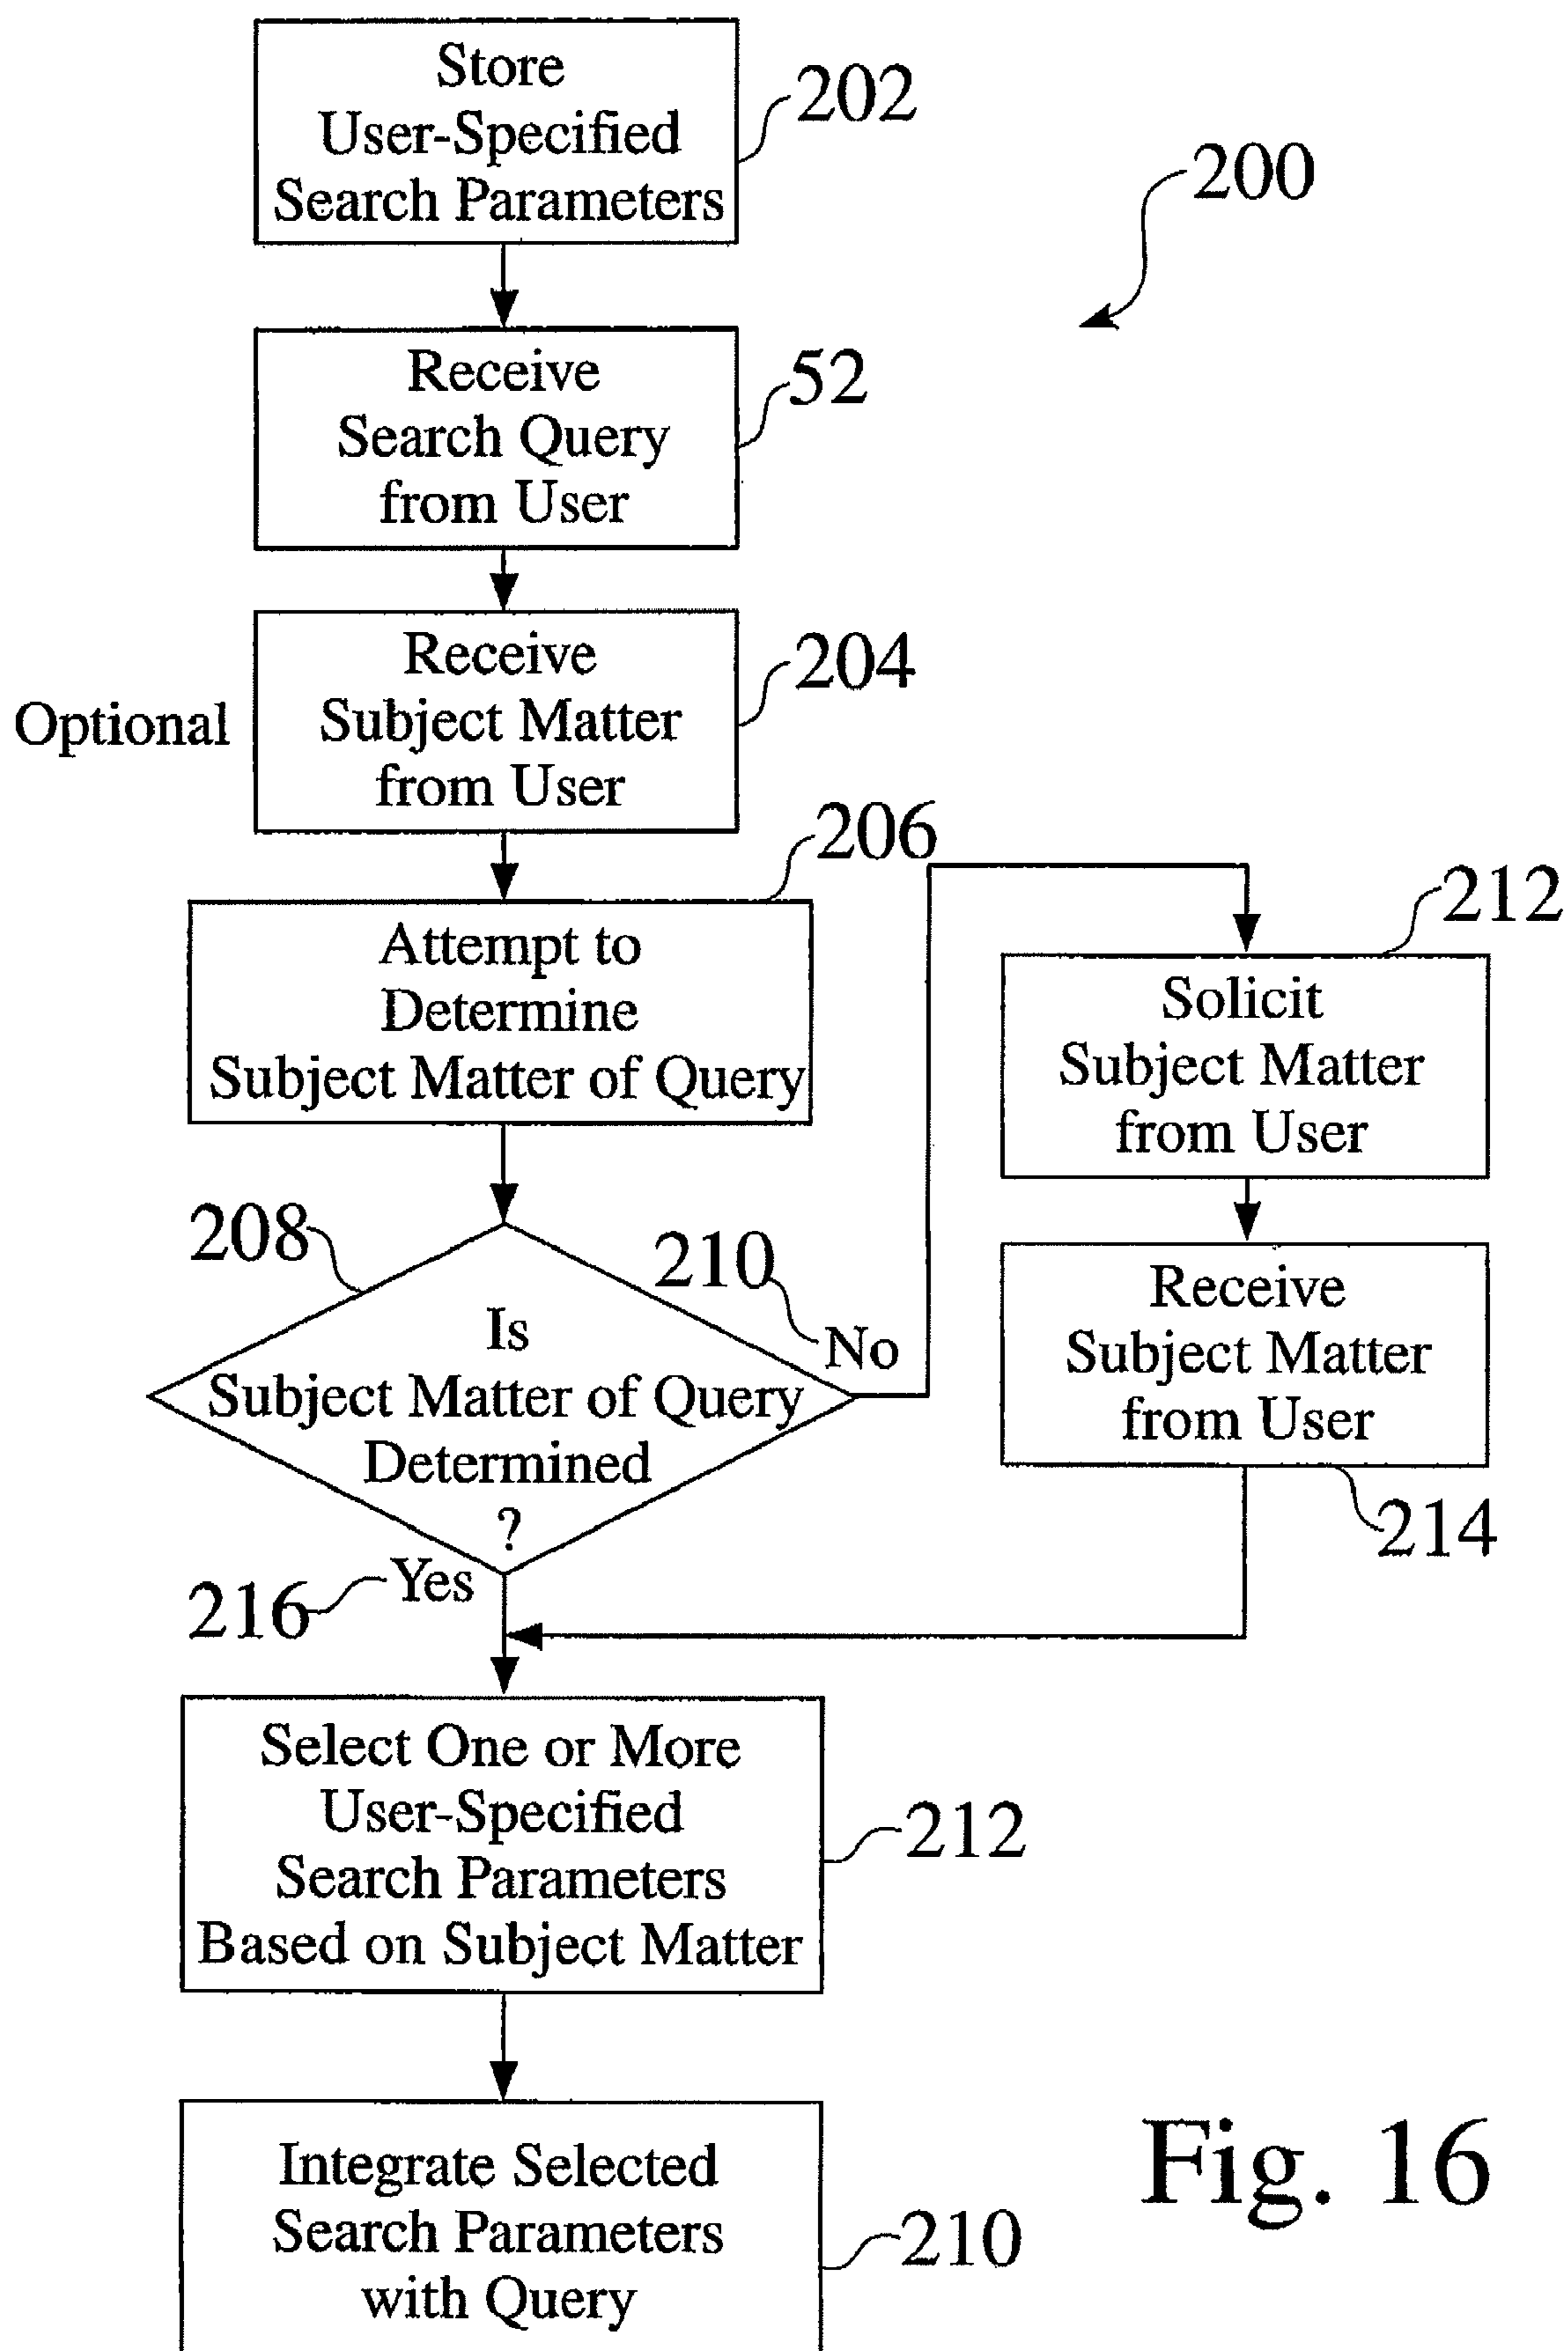 Store
User-Specified
Search Parameters
202
200
Receive
Search Query
from User
52
Optional
Receive
Subject Matter
from User
204
206
Attempt to
Determine
Subject Matter of Query
212
Solicit
Subject Matter
from User
208
210
No
Is
Subject Matter of Query
Determined
?
Receive
Subject Matter
from User
214
216
Yes
Select One or More
User-Specified
Search Parameters
Based on Subject Matter
212
Integrate Selected
Search Parameters
with Query
210
Fig. 16